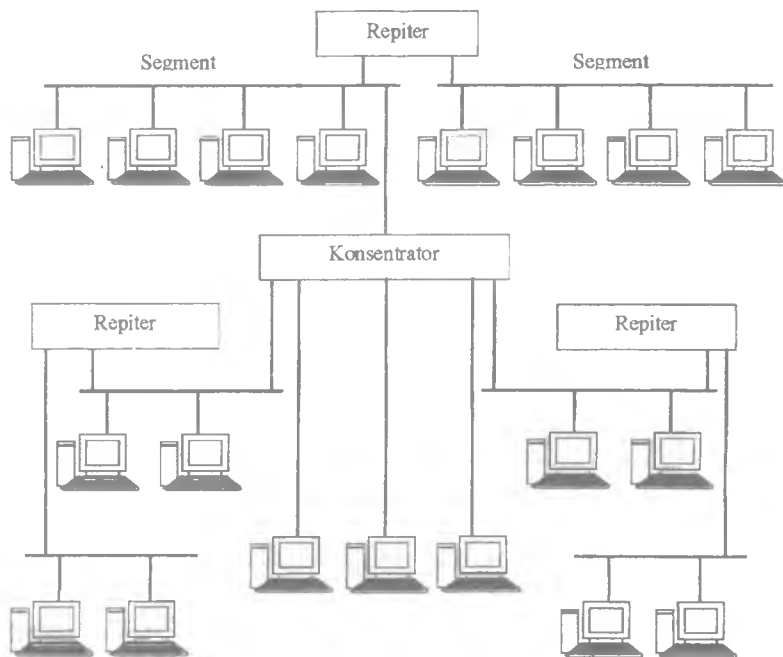 Repiter
Segment
Segment
Konsentrator
Repiter
Repiter